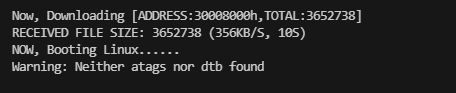 Now, Downloading [ADDRESS:30008000h,TOTAL:3652738]
RECEIVED FILE SIZE: 3652738 (356KB/S, 10S)
NOW, Booting Linux......
Warning: Neither atags nor dtb found